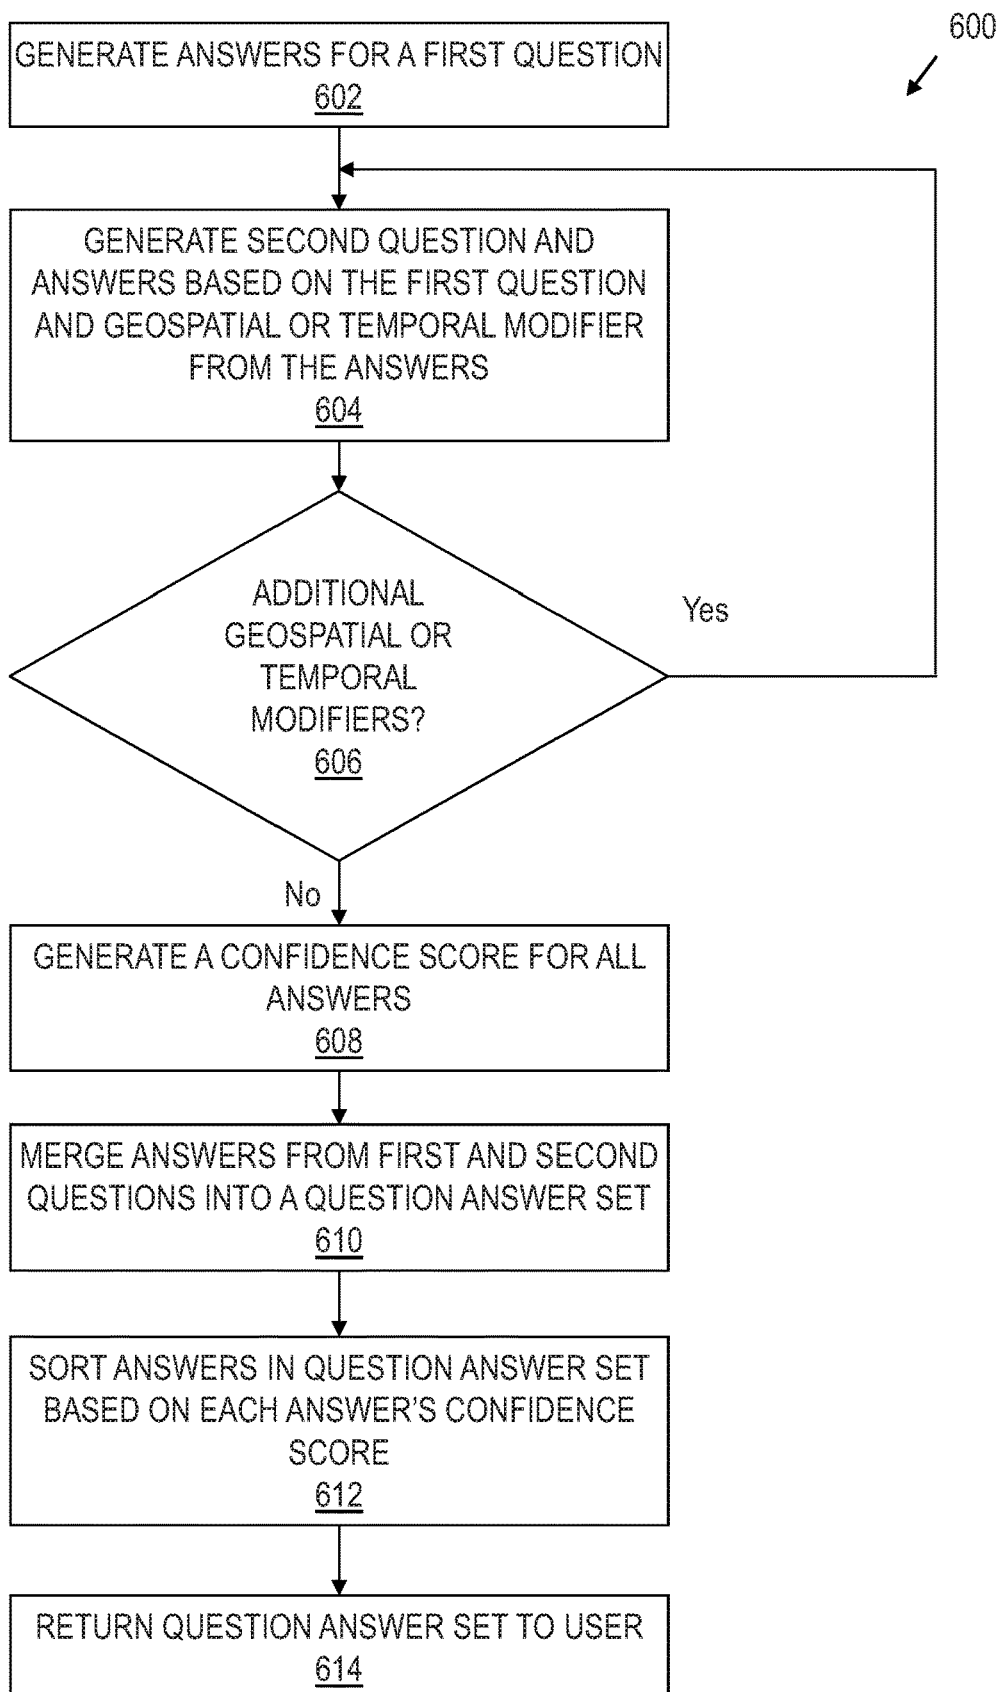 600
GENERATE ANSWERS FOR A FIRST QUESTION
602
GENERATE SECOND QUESTION AND
ANSWERS BASED ON THE FIRST QUESTION
AND GEOSPATIAL OR TEMPORAL MODIFIER
FROM THE ANSWERS
604
ADDITIONAL
GEOSPATIAL OR
TEMPORAL
MODIFIERS?
606
Yes
No
GENERATE A CONFIDENCE SCORE FOR ALL
ANSWERS
608
MERGE ANSWERS FROM FIRST AND SECOND
QUESTIONS INTO A QUESTION ANSWER SET
610
SORT ANSWERS IN QUESTION ANSWER SET
BASED ON EACH ANSWER'S CONFIDENCE
SCORE
612
RETURN QUESTION ANSWER SET TO USER
614